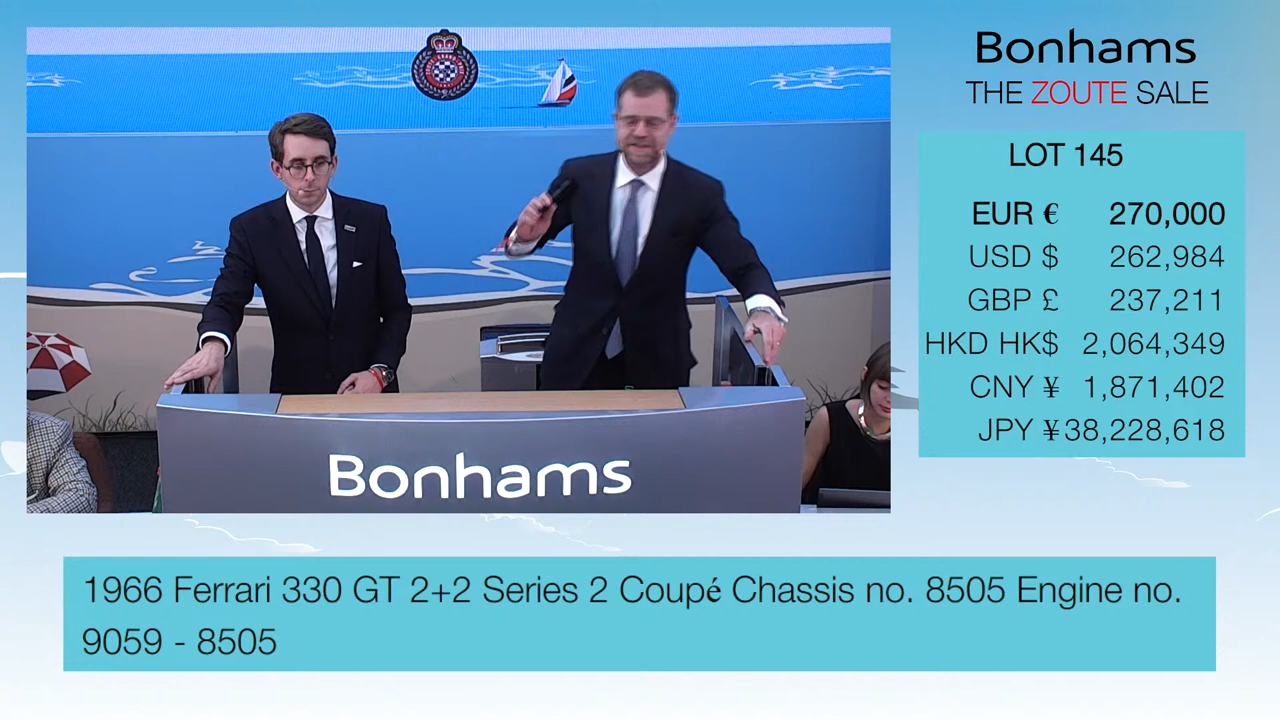 Bonhams
THE ZOUTE SALE
LOT 145
EUR € 270,000
USD $ 262,984
GBP £ 237,211
HKD HK$ 2,064,349
CNY ¥ 1,871,402
JPY ¥ 38,228,618
Bonhams
1966 Ferrari 330 GT 2+2 Series 2 Coupé Chassis no. 8505 Engine no.
9059 - 8505